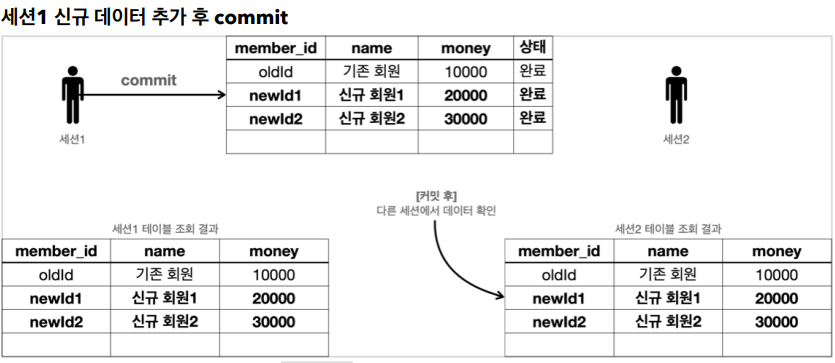 세션1 신규 데이터 추가 후 commit
member_id name money 상태
oldId 기존 회원 10000 완료
commit
newId1 신규 회원1 20000 완료
newId2 신규 회원2 30000 완료
세션1
세션2
[커밋 후]
다른 세션에서 데이터 확인
세션1 테이블 조회 결과
member_id name money
oldId 기존 회원 10000
newId1 신규 회원1 20000
newId2 신규 회원2 30000
세션2 테이블 조회 결과
member_id name money
oldId 기존 회원 10000
newId1 신규 회원1 20000
newId2 신규 회원2 30000